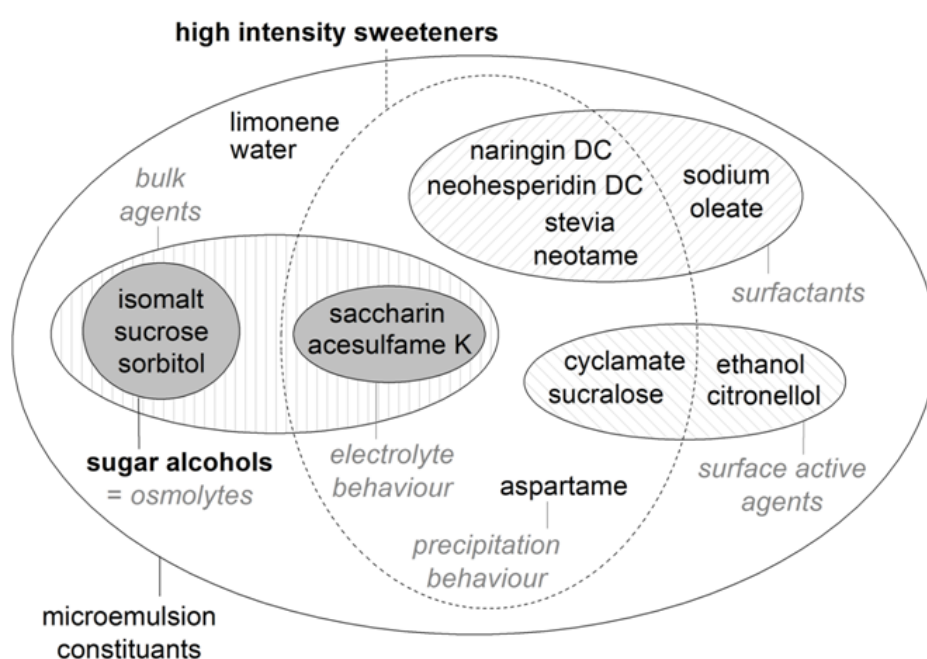 high intensity sweeteners
limonene
water
bulk
agents
naringin DC
neohesperidin DC
stevia
neotame
sodium
oleate
surfactants
isomalt
sucrose
sorbitol
saccharin
acesulfame K
cyclamate
sucralose
ethanol
citronellol
sugar alcohols
= osmolytes
electrolyte
behaviour
surface active
agents
aspartame
precipitation
behaviour
microemulsion
constituants